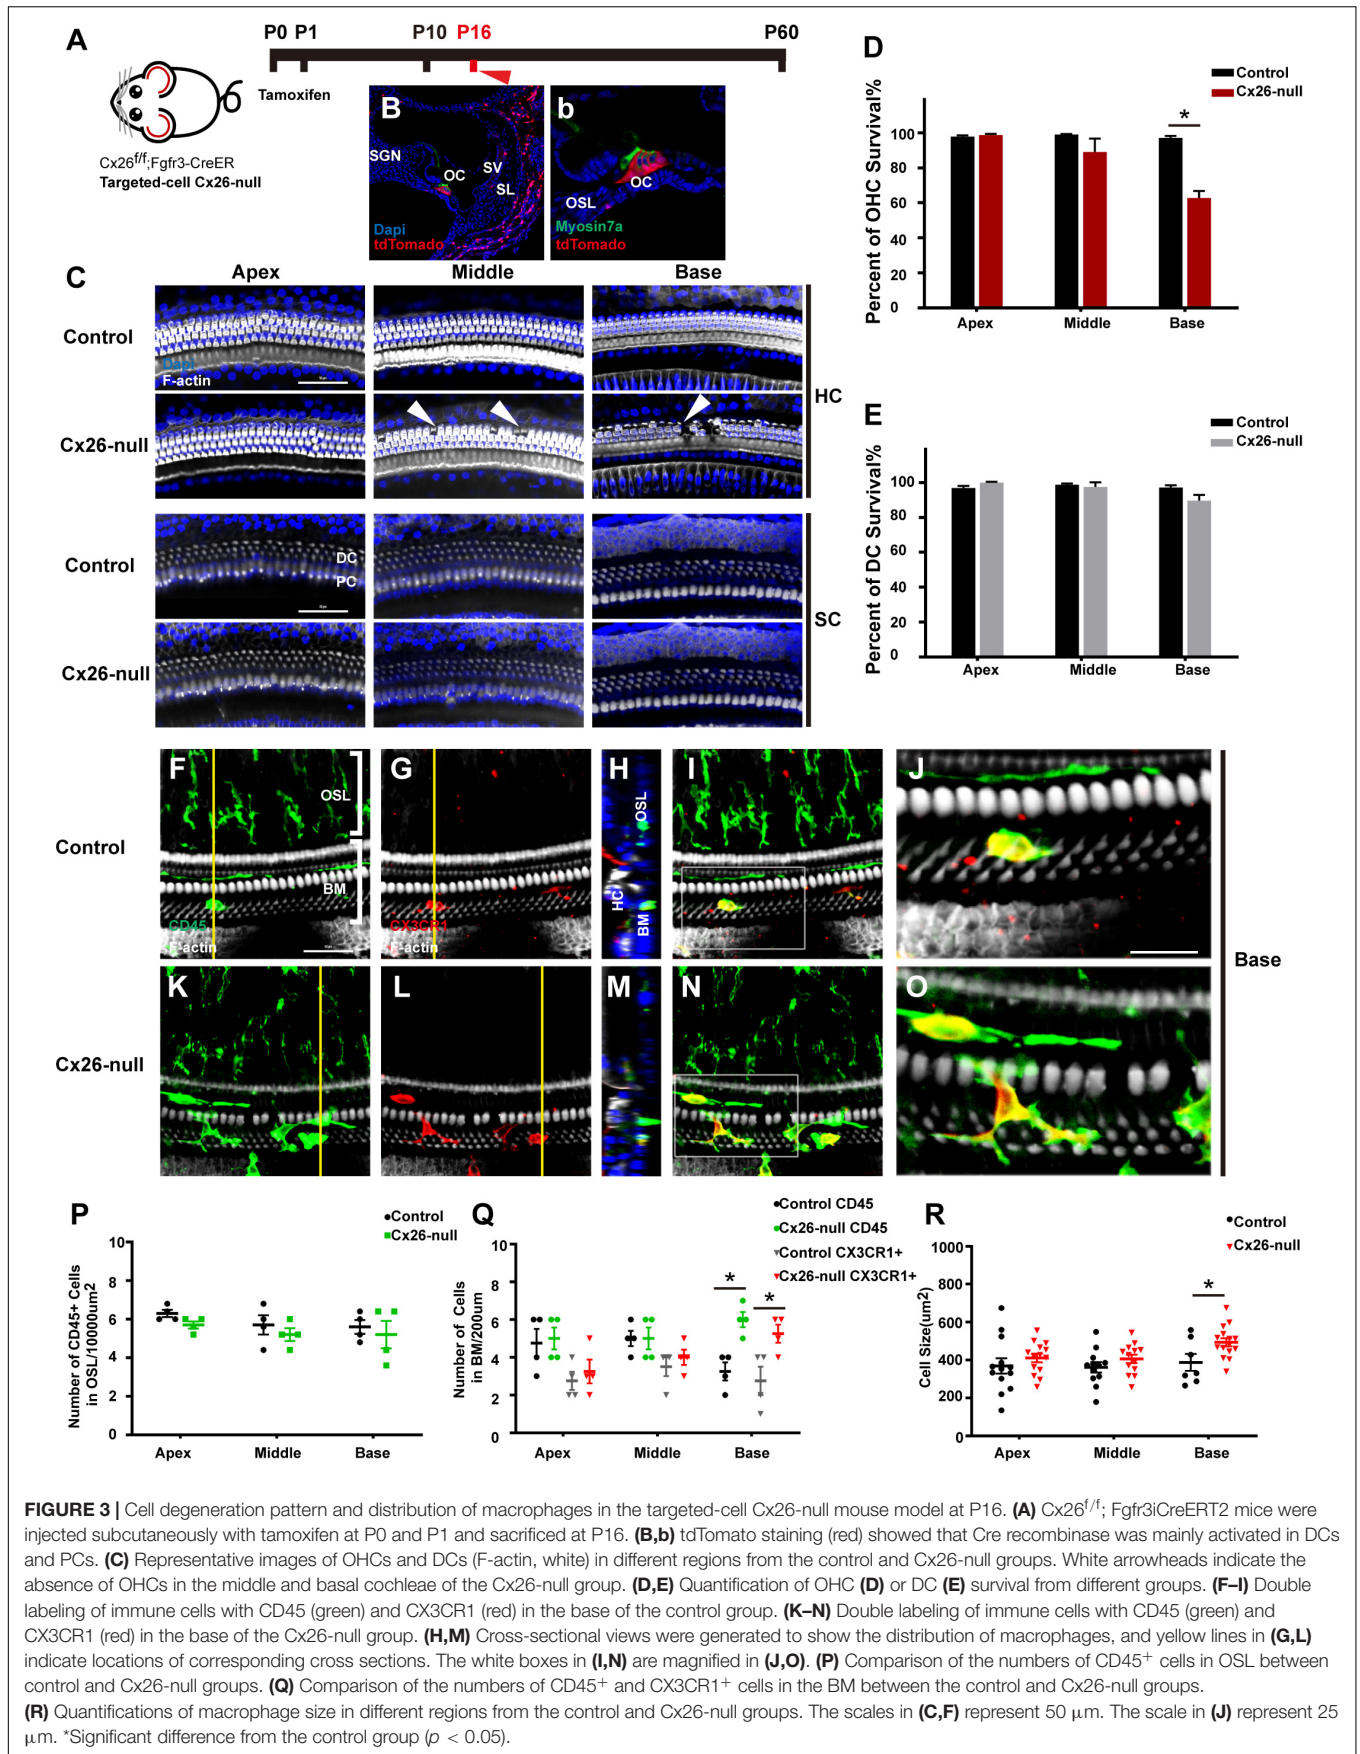 A
P0 P1 P10 P16 P60
Tamoxifen
Cx26f/f;Fgfr3-CreER
Targeted-cell Cx26-null
B
SGN
OC
SV
SL
Dapi
tdTomado
b
OC
OSL
Myosin7a
tdTomado
C
Apex Middle Base
Control
Dapi
F-actin
Cx26-null
HC
Control
DC
PC
Cx26-null
SC
D
Control
Cx26-null
*
Percent of OHC Survival%
100
80
60
40
20
0
Apex Middle Base
E
Control
Cx26-null
Percent of DC Survival%
100
80
60
40
20
0
Apex Middle Base
Control
F
OSL
BM
CD45
F-actin
G
CX3CR1
F-actin
H
OSL
HC
BM
I
J
Cx26-null
K
L
M
N
O
Base
P
Control
Cx26-null
Number of CD45+ Cells
in OSL/10000um2
10
8
6
4
2
0
Apex Middle Base
Q
Control CD45
Cx26-null CD45
Control CX3CR1+
Cx26-null CX3CR1+
* *
Number of Cells
in BM/200um
10
8
6
4
2
0
Apex Middle Base
R
Control
Cx26-null
*
Cell Size(um2)
1000
800
600
400
200
0
Apex Middle Base
FIGURE 3 | Cell degeneration pattern and distribution of macrophages in the targeted-cell Cx26-null mouse model at P16. (A) Cx26f/f; Fgfr3iCreERT2 mice were
injected subcutaneously with tamoxifen at P0 and P1 and sacrificed at P16. (B,b) tdTomato staining (red) showed that Cre recombinase was mainly activated in DCs
and PCs. (C) Representative images of OHCs and DCs (F-actin, white) in different regions from the control and Cx26-null groups. White arrowheads indicate the
absence of OHCs in the middle and basal cochleae of the Cx26-null group. (D,E) Quantification of OHC (D) or DC (E) survival from different groups. (F–I) Double
labeling of immune cells with CD45 (green) and CX3CR1 (red) in the base of the control group. (K–N) Double labeling of immune cells with CD45 (green) and
CX3CR1 (red) in the base of the Cx26-null group. (H,M) Cross-sectional views were generated to show the distribution of macrophages, and yellow lines in (G,L)
indicate locations of corresponding cross sections. The white boxes in (I,N) are magnified in (J,O). (P) Comparison of the numbers of CD45+ cells in OSL between
control and Cx26-null groups. (Q) Comparison of the numbers of CD45+ and CX3CR1+ cells in the BM between the control and Cx26-null groups.
(R) Quantifications of macrophage size in different regions from the control and Cx26-null groups. The scales in (C,F) represent 50 μm. The scale in (J) represent 25
μm. *Significant difference from the control group (p < 0.05).